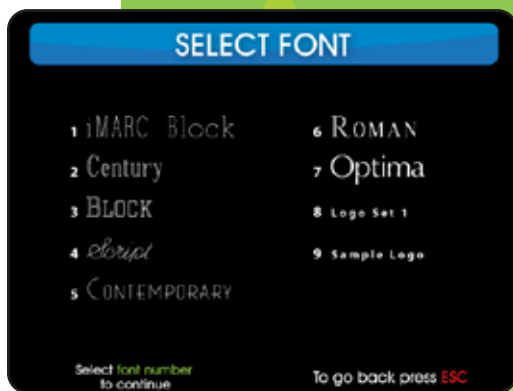 SELECT FONT
1 iMARC Block
2 Century
3 BLOCK
4 Script
5 CONTEMPORARY
6 ROMAN
7 Optima
8 Logo Set 1
9 Sample Logo
Select font number
to continue
To go back press ESC